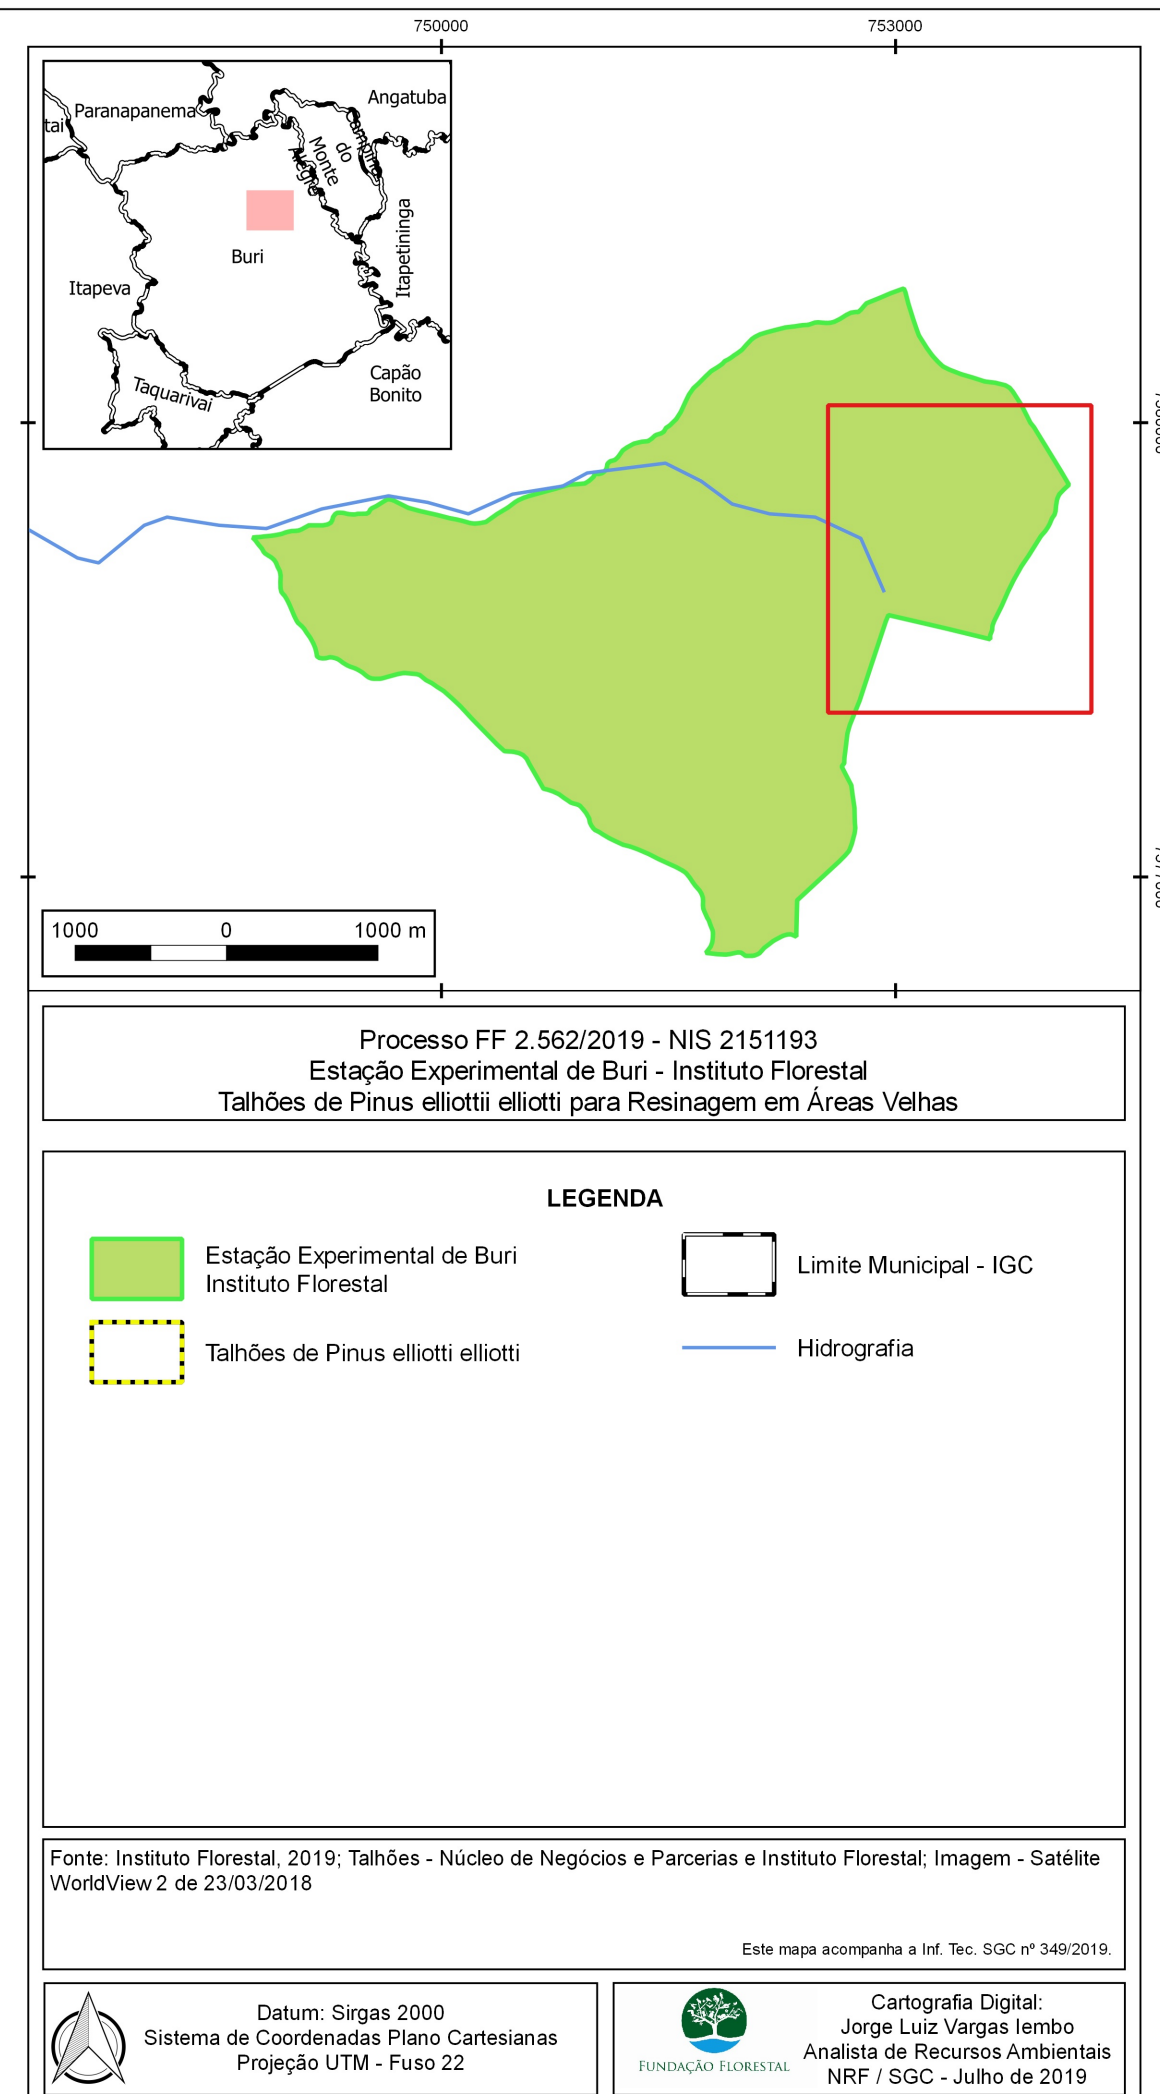 750000
753000
Paranapanema
Angatuba
tai
Campina
do
Monte
Alegre
Itapetininga
Buri
Itapeva
Taquarivai
Capão
Bonito
1000 0 1000 m
Processo FF 2.562/2019 - NIS 2151193
Estação Experimental de Buri - Instituto Florestal
Talhões de Pinus elliottii elliotti para Resinagem em Áreas Velhas
LEGENDA
Estação Experimental de Buri
Instituto Florestal
Limite Municipal - IGC
Talhões de Pinus elliotti elliotti
Hidrografia
Fonte: Instituto Florestal, 2019; Talhões - Núcleo de Negócios e Parcerias e Instituto Florestal; Imagem - Satélite
WorldView 2 de 23/03/2018
Este mapa acompanha a Inf. Tec. SGC nº 349/2019.
Datum: Sirgas 2000
Sistema de Coordenadas Plano Cartesianas
Projeção UTM - Fuso 22
FUNDAÇÃO FLORESTAL
Cartografia Digital:
Jorge Luiz Vargas Iembo
Analista de Recursos Ambientais
NRF / SGC - Julho de 2019